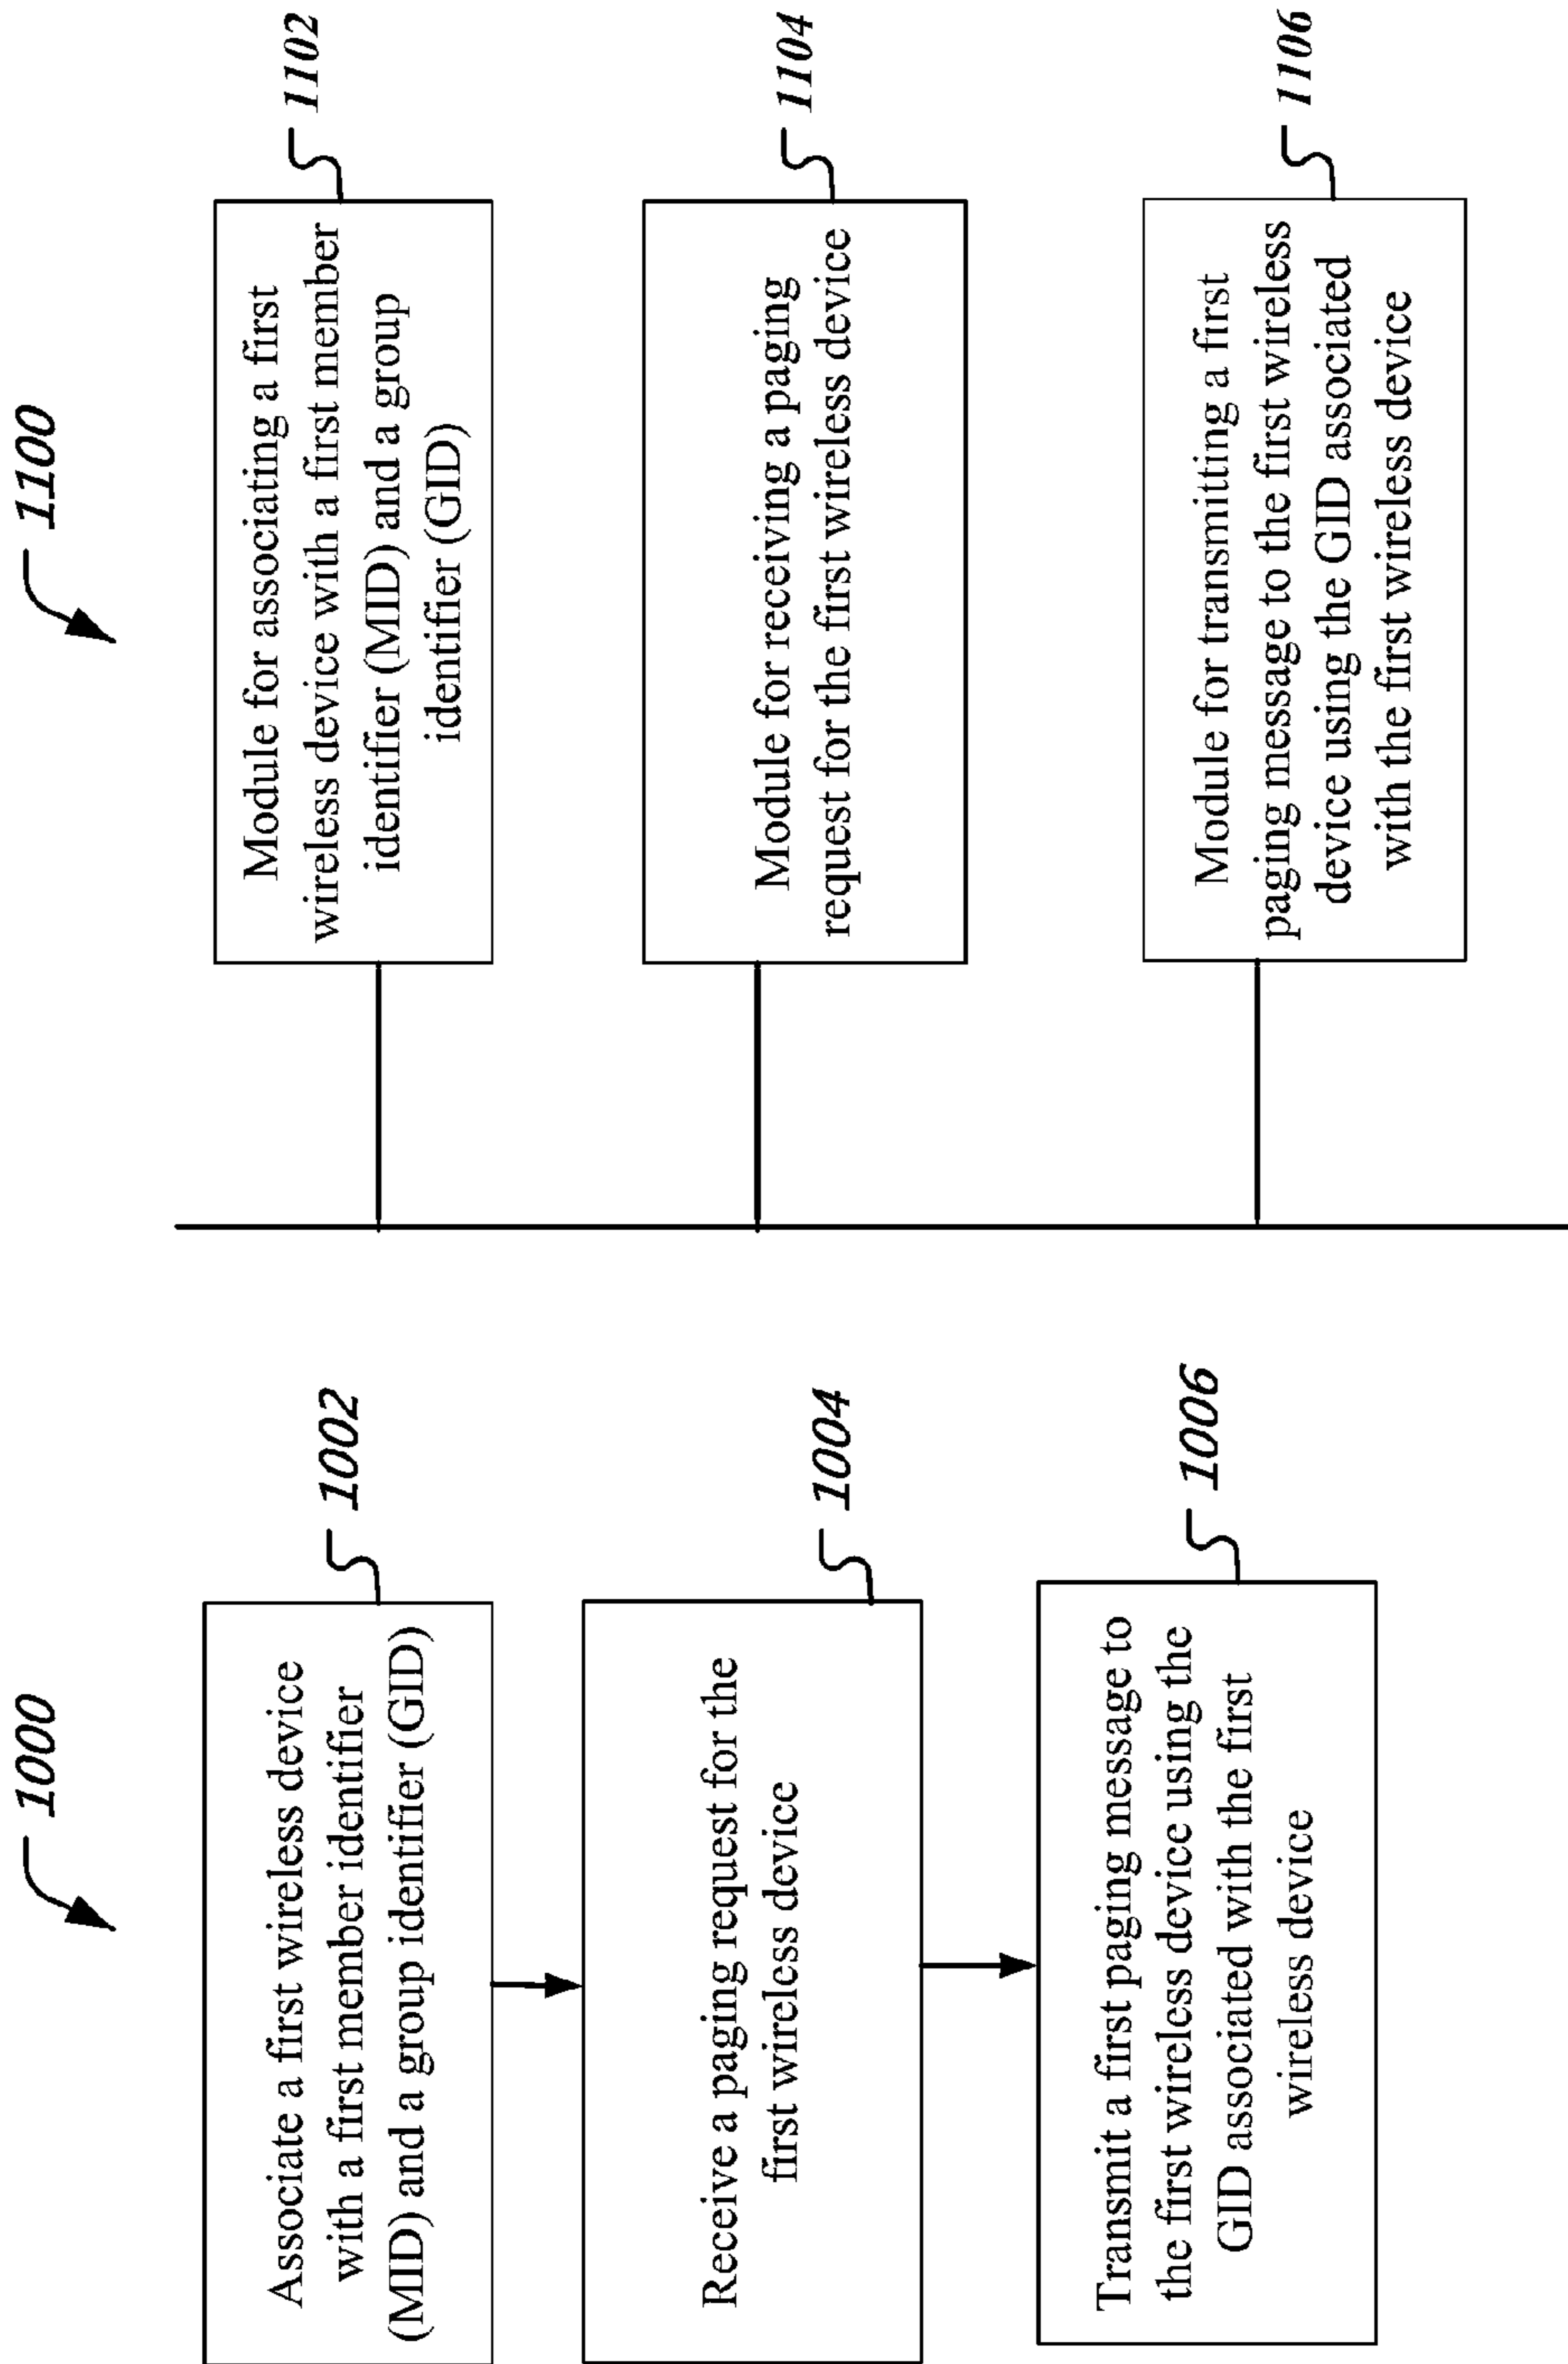 1000
Associate a first wireless device
with a first member identifier
(MID) and a group identifier (GID)
1002
Receive a paging request for the
first wireless device
1004
Transmit a first paging message to
the first wireless device using the
GID associated with the first
wireless device
1006
1100
Module for associating a first
wireless device with a first member
identifier (MID) and a group
identifier (GID)
1102
Module for receiving a paging
request for the first wireless device
1104
Module for transmitting a first
paging message to the first wireless
device using the GID associated
with the first wireless device
1106